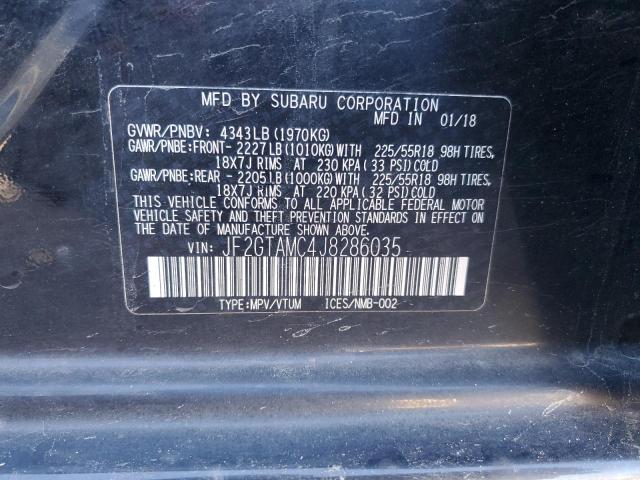 MFD BY SUBARU CORPORATION
MFD IN 01/18
GVWR/PNBV: 4343LB (1970KG)
GAWR/PNBE:FRONT- 2227LB (1010KG)WITH 225/55R18 98H TIRES,
18X7J RIMS AT 230 KPA (33 PSI)COLD
GAWR/PNBE:REAR - 2205LB (1000KG)WITH 225/55R18 98H TIRES,
18X7J RIMS AT 220 KPA (32 PSI)COLD
THIS VEHICLE CONFORMS TO ALL APPLICABLE FEDERAL MOTOR
VEHICLE SAFETY AND THEFT PREVENTION STANDARDS IN EFFECT ON
THE DATE OF MANUFACTURE SHOWN ABOVE.
VIN: JF2GTAMC4J8286035
TYPE:MPV/VTUM ICES/NMB-002